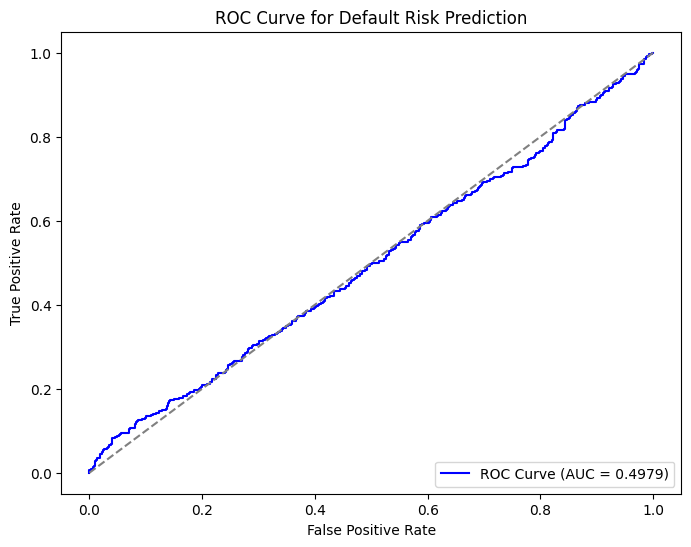 ROC Curve for Default Risk Prediction
1.0
0.8
0.6
0.4
0.2
0.0
True Positive Rate
ROC Curve (AUC = 0.4979)
0.0 0.2 0.4 0.6 0.8 1.0
False Positive Rate